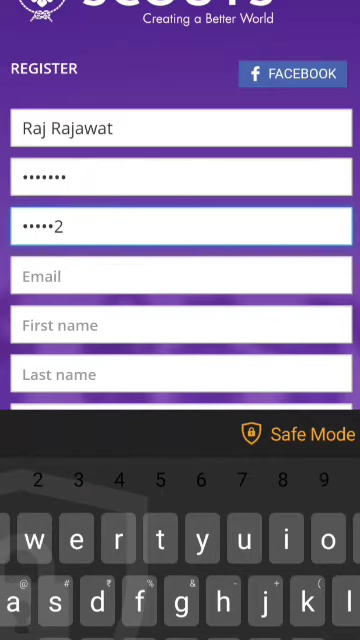 SCOUTS
Creating a Better World
REGISTER
FACEBOOK
Raj Rajawat
•••••••
•••••2
Email
First name
Last name
Safe Mode
2 3 4 5 6 7 8 9
w e r t y u i o
@ # ₹ % & - + (
a s d f g h j k l